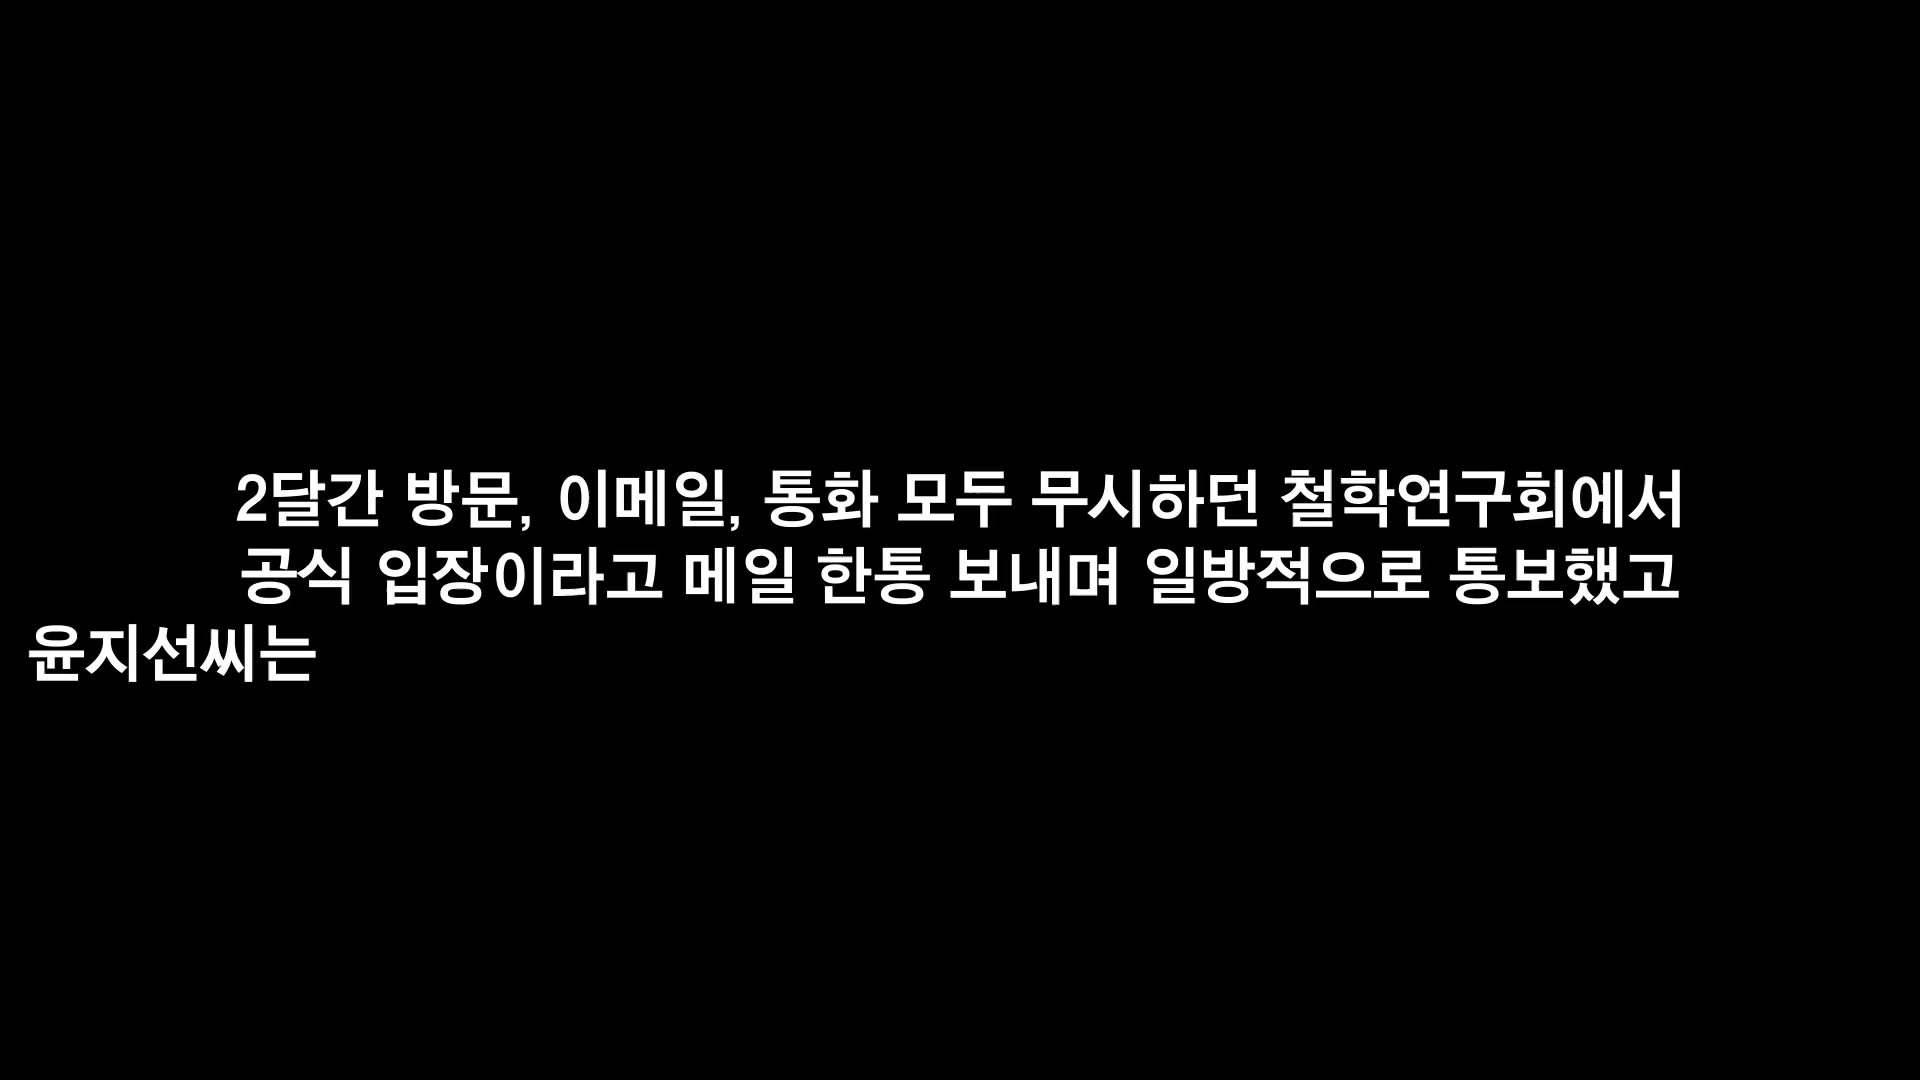 2달간 방문, 이메일, 통화 모두 무시하던 철학연구회에서
공식 입장이라고 메일 한통 보내며 일방적으로 통보했고
윤지선씨는